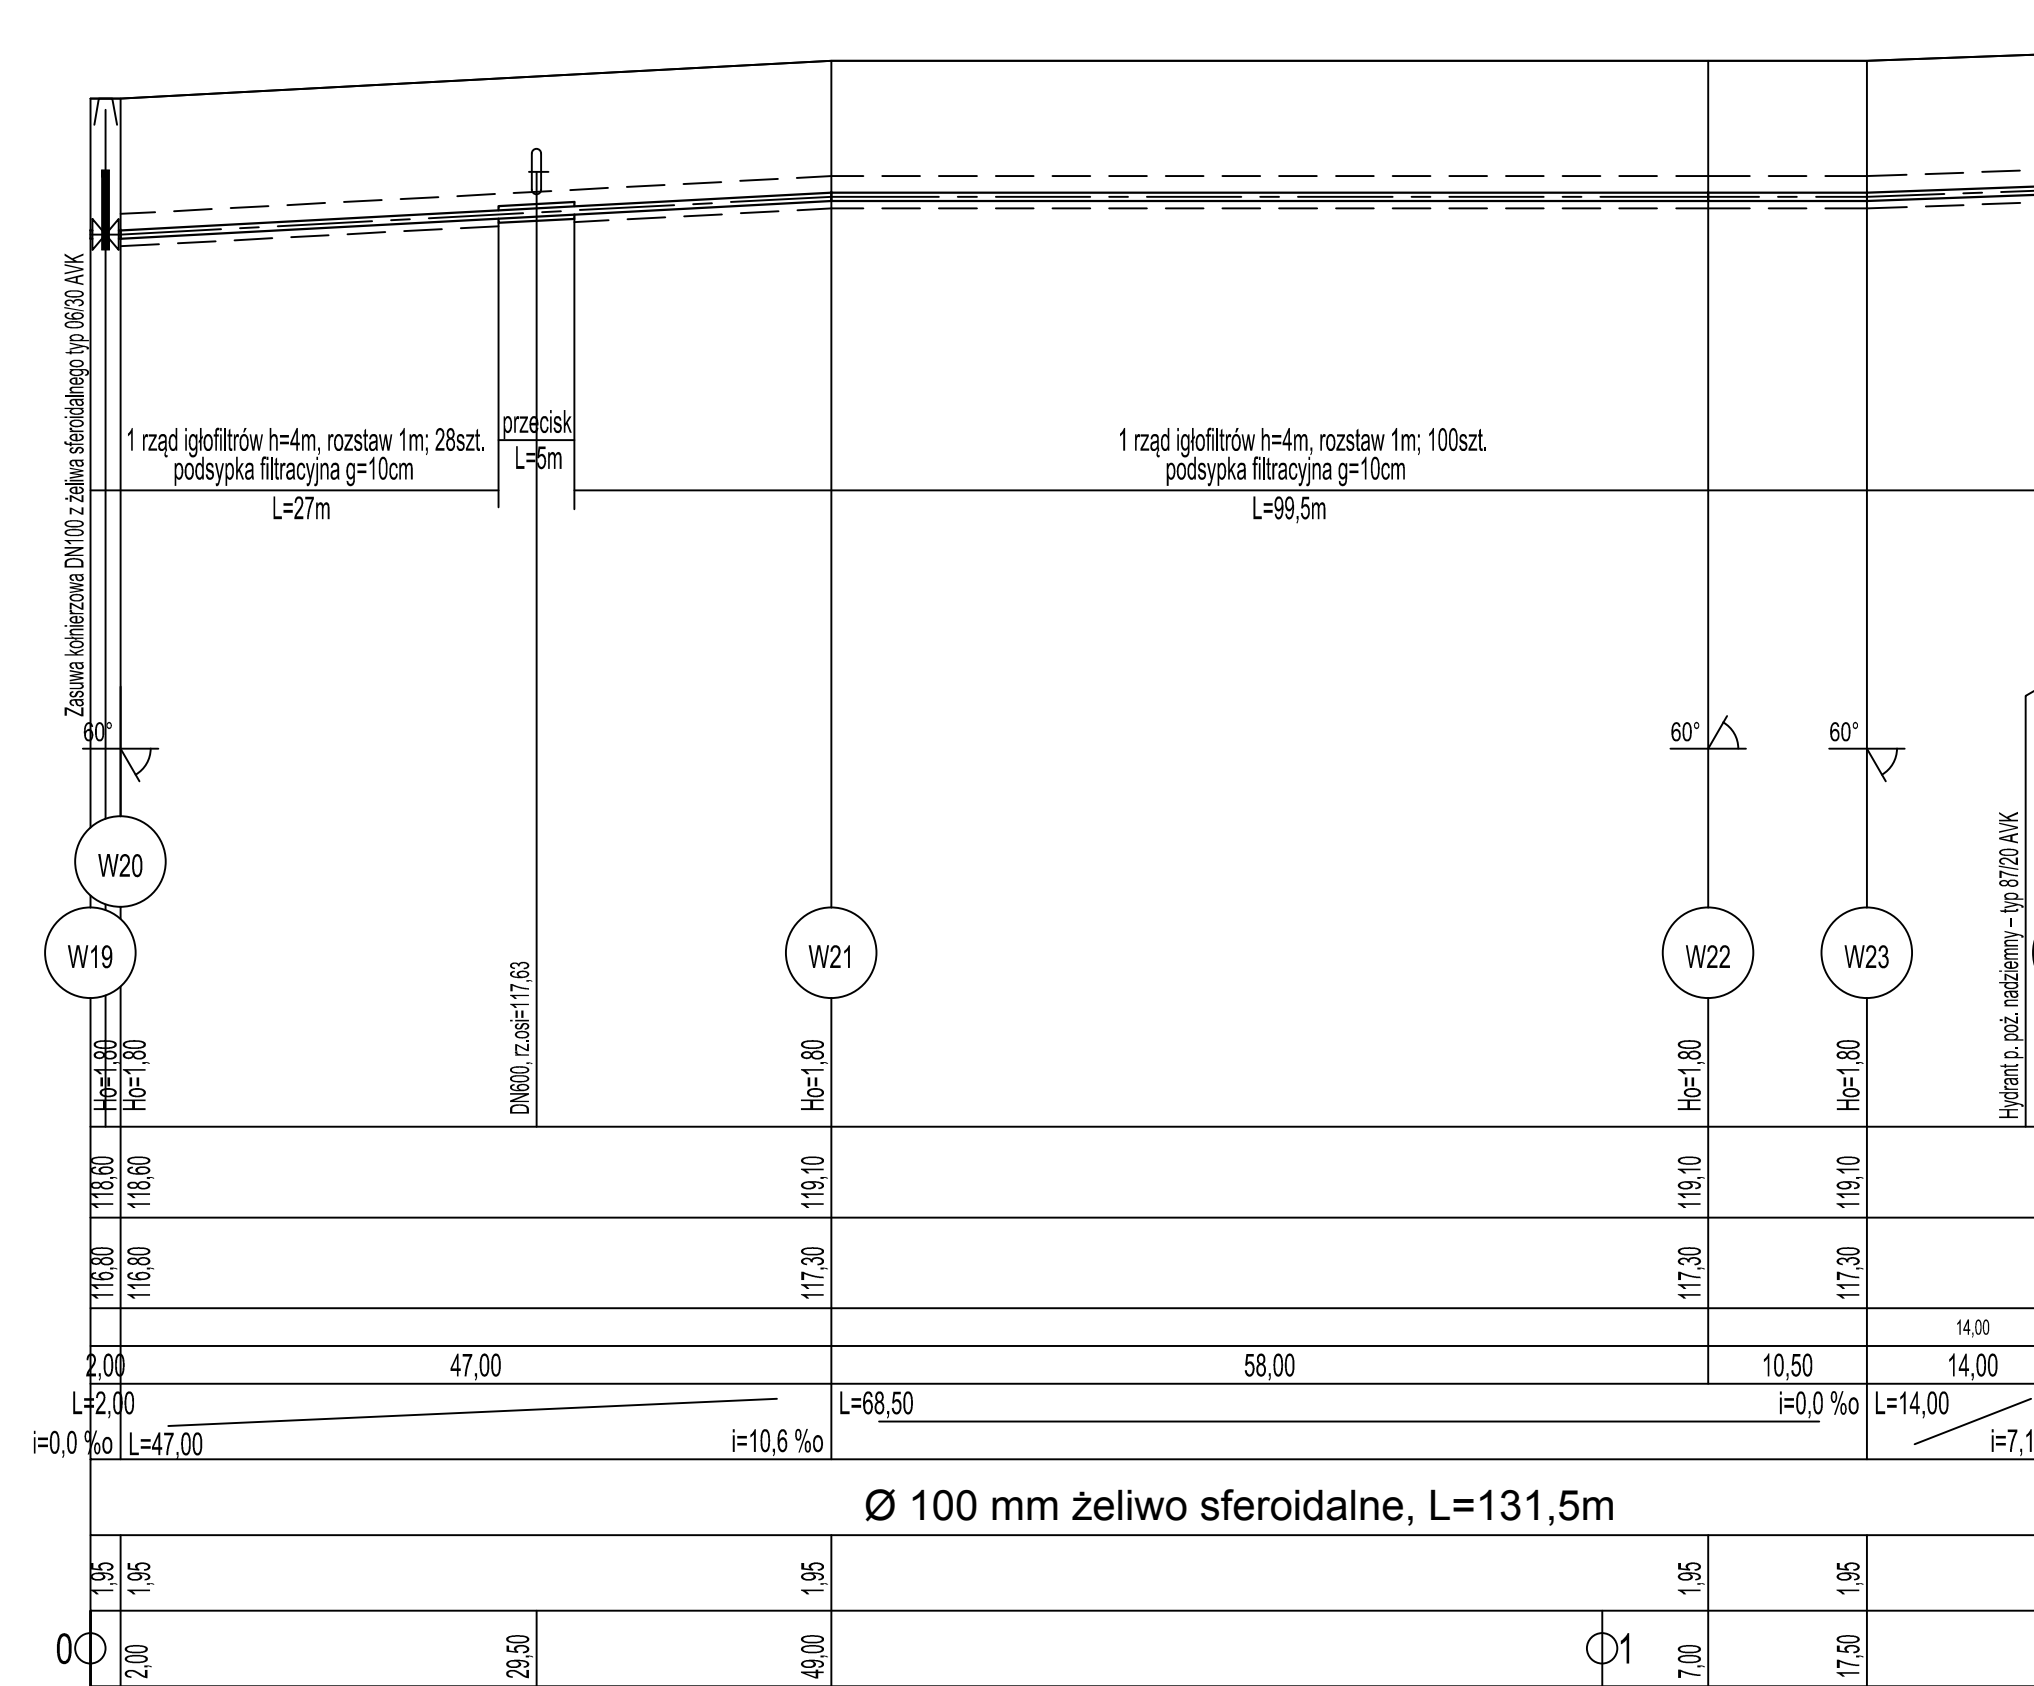 Zasuwa kołnierzowa DN100 z żeliwa sferoidalnego typ 06/30 AVK
1 rząd igłofiltrów h=4m, rozstaw 1m; 28szt.
podsypka filtracyjna g=10cm
L=27m
przecisk
L=5m
1 rząd igłofiltrów h=4m, rozstaw 1m; 100szt.
podsypka filtracyjna g=10cm
L=99,5m
60°
60°
60°
W20
W19
W21
W22
W23
Hydrant p. poż. nadziemny – typ 87/20 AVK
Ho=1,80
Ho=1,80
DN600, rz.osi=117,63
Ho=1,80
Ho=1,80
Ho=1,80
118,60
118,60
119,10
119,10
119,10
116,80
116,80
117,30
117,30
117,30
14,00
2,00
47,00
58,00
10,50
14,00
L=2,00
i=0,0 %o
L=47,00
i=10,6 %o
L=68,50
i=0,0 %o
L=14,00
i=7,1
Ø 100 mm żeliwo sferoidalne, L=131,5m
1,95
1,95
1,95
1,95
1,95
0
2,00
29,50
49,00
1
7,00
17,50